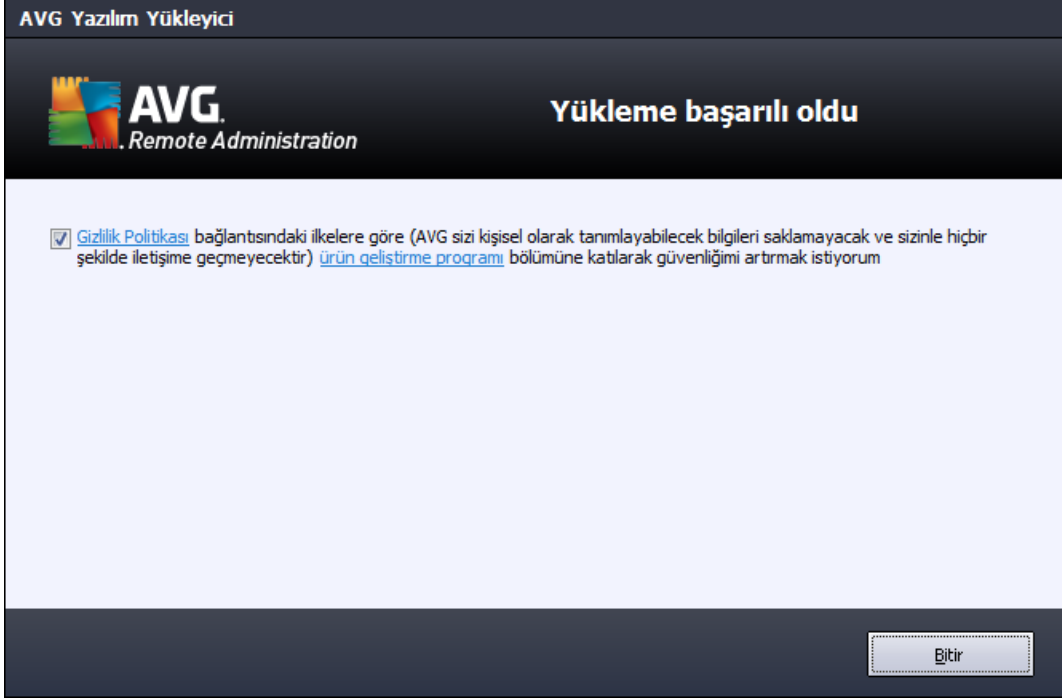 AVG Yazılım Yükleyici
AVG.
Remote Administration
Yükleme başarılı oldu
Gizlilik Politikası bağlantısındaki ilkelere göre (AVG sizi kişisel olarak tanımlayabilecek bilgileri saklamayacak ve sizinle hiçbir
şekilde iletişime geçmeyecektir) ürün geliştirme programı bölümüne katılarak güvenliğimi artırmak istiyorum
Bitir